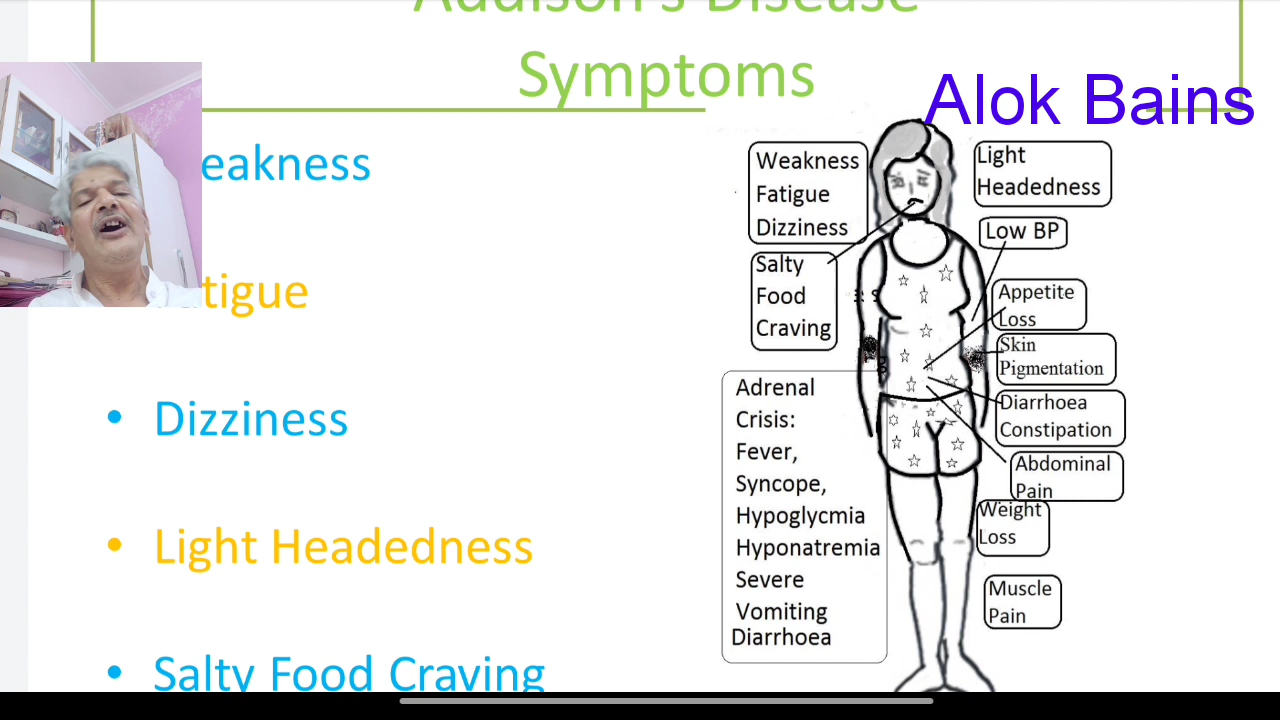 Addison's Disease
Symptoms
Alok Bains
eakness
tigue
• Dizziness
• Light Headedness
• Salty Food Craving
Weakness
Fatigue
Dizziness
Salty
Food
Craving
Adrenal
Crisis:
Fever,
Syncope,
Hypoglycmia
Hyponatremia
Severe
Vomiting
Diarrhoea
Light
Headedness
Low BP
Appetite
Loss
Skin
Pigmentation
Diarrhoea
Constipation
Abdominal
Pain
Weight
Loss
Muscle
Pain